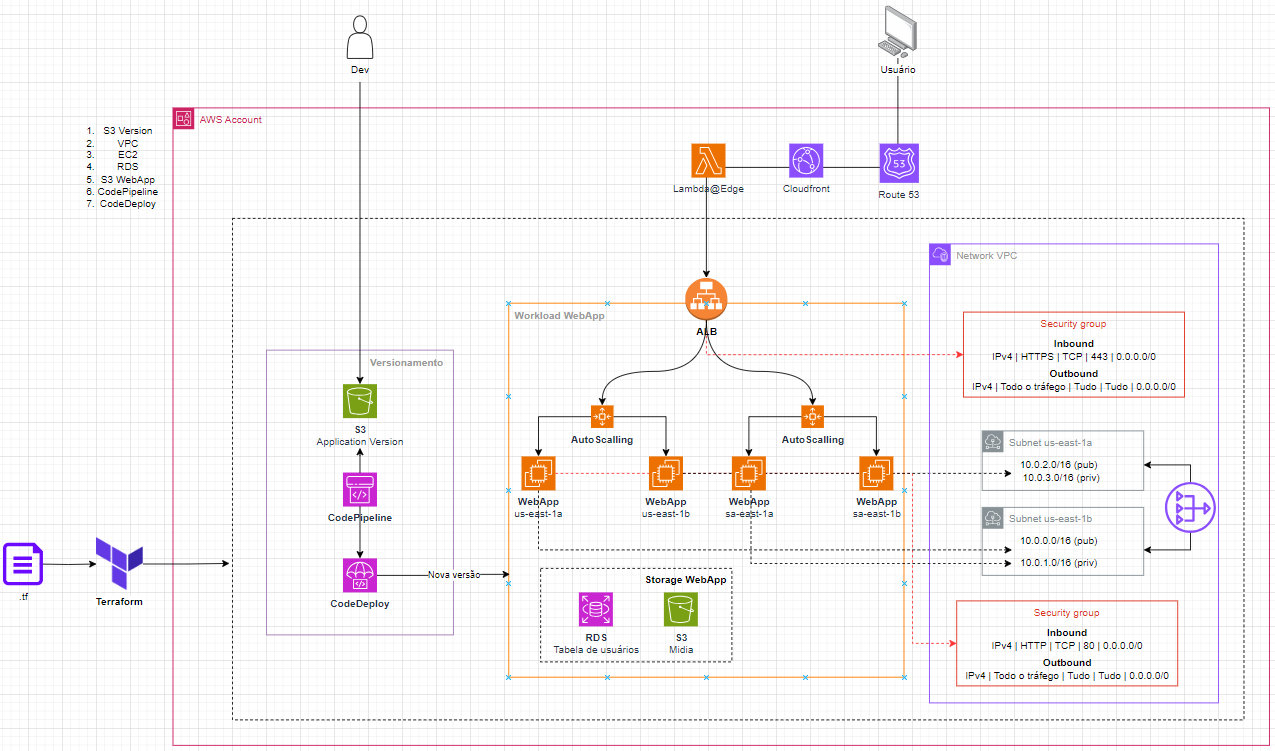 Dev
Usuário
AWS Account
1. S3 Version
2. VPC
3. EC2
4. RDS
5. S3 WebApp
6. CodePipeline
7. CodeDeploy
Lambda@Edge
Cloudfront
53
Route 53
Network VPC
Workload WebApp
ALB
Security group
Inbound
IPv4 | HTTPS | TCP | 443 | 0.0.0.0/0
Outbound
IPv4 | Todo o tráfego | Tudo | Tudo | 0.0.0.0/0
Versionamento
S3
Application Version
CodePipeline
CodeDeploy
Nova versão
AutoScalling
AutoScalling
WebApp
us-east-1a
WebApp
us-east-1b
WebApp
sa-east-1a
WebApp
sa-east-1b
Subnet us-east-1a
10.0.2.0/16 (pub)
10.0.3.0/16 (priv)
Subnet us-east-1b
10.0.0.0/16 (pub)
10.0.1.0/16 (priv)
.tf
Terraform
Storage WebApp
RDS
Tabela de usuários
S3
Midia
Security group
Inbound
IPv4 | HTTP | TCP | 80 | 0.0.0.0/0
Outbound
IPv4 | Todo o tráfego | Tudo | Tudo | 0.0.0.0/0